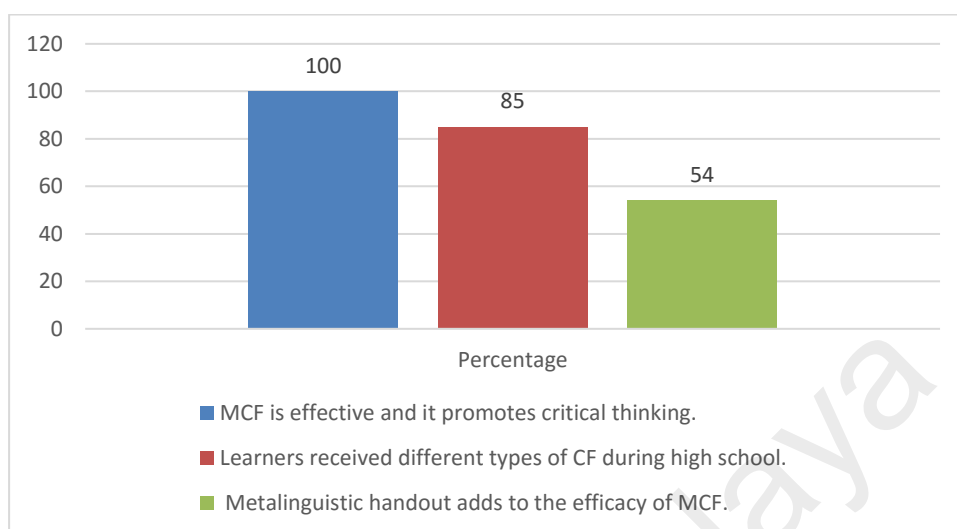 120
100
80
60
40
20
0
100
85
54
Percentage
MCF is effective and it promotes critical thinking.
Learners received different types of CF during high school.
Metalinguistic handout adds to the efficacy of MCF.
laya